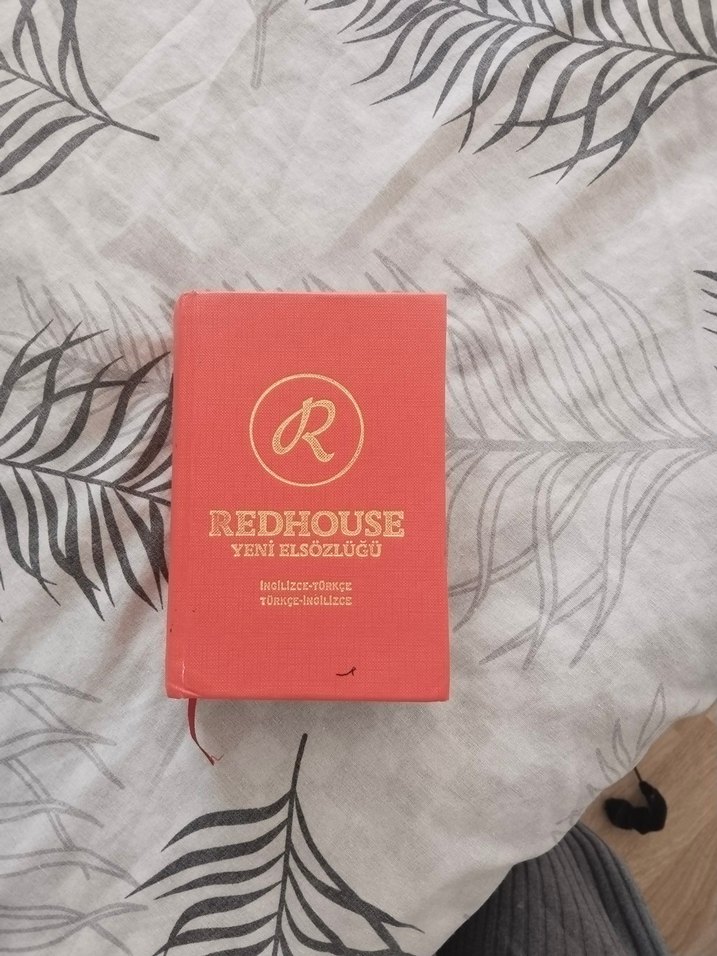 R
REDHOUSE
YENİ ELSÖZLÜĞÜ
İNGİLİZCE-TÜRKÇE
TÜRKÇE-İNGİLİZCE